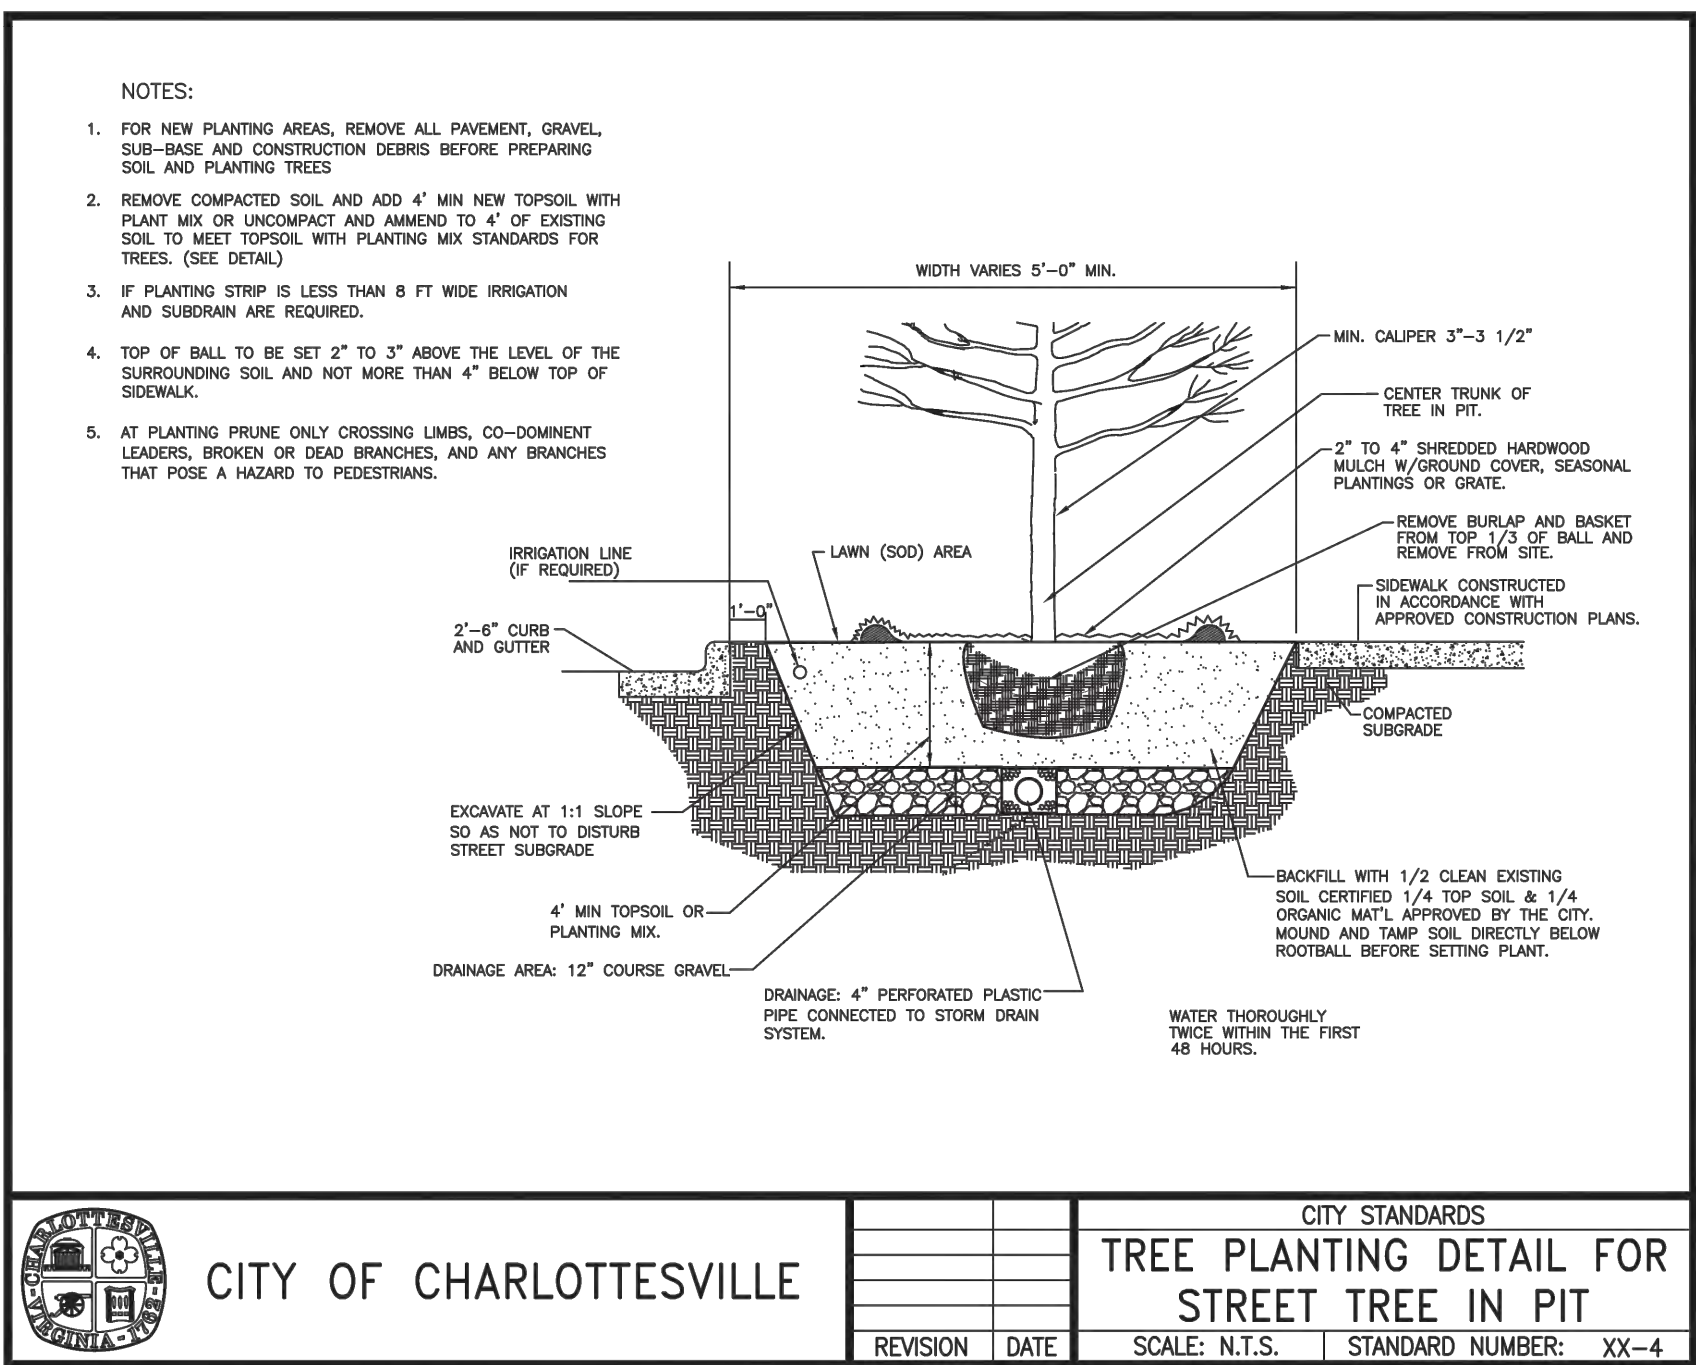 NOTES:
1. FOR NEW PLANTING AREAS, REMOVE ALL PAVEMENT, GRAVEL,
SUB-BASE AND CONSTRUCTION DEBRIS BEFORE PREPARING
SOIL AND PLANTING TREES
2. REMOVE COMPACTED SOIL AND ADD 4' MIN NEW TOPSOIL WITH
PLANT MIX OR UNCOMPACT AND AMMEND TO 4' OF EXISTING
SOIL TO MEET TOPSOIL WITH PLANTING MIX STANDARDS FOR
TREES. (SEE DETAIL)
3. IF PLANTING STRIP IS LESS THAN 8 FT WIDE IRRIGATION
AND SUBDRAIN ARE REQUIRED.
4. TOP OF BALL TO BE SET 2" TO 3" ABOVE THE LEVEL OF THE
SURROUNDING SOIL AND NOT MORE THAN 4" BELOW TOP OF
SIDEWALK.
5. AT PLANTING PRUNE ONLY CROSSING LIMBS, CO-DOMINENT
LEADERS, BROKEN OR DEAD BRANCHES, AND ANY BRANCHES
THAT POSE A HAZARD TO PEDESTRIANS.
WIDTH VARIES 5'-0" MIN.
MIN. CALIPER 3"-3 1/2"
CENTER TRUNK OF
TREE IN PIT.
2" TO 4" SHREDDED HARDWOOD
MULCH W/GROUND COVER, SEASONAL
PLANTINGS OR GRATE.
REMOVE BURLAP AND BASKET
FROM TOP 1/3 OF BALL AND
REMOVE FROM SITE.
SIDEWALK CONSTRUCTED
IN ACCORDANCE WITH
APPROVED CONSTRUCTION PLANS.
IRRIGATION LINE
(IF REQUIRED)
LAWN (SOD) AREA
1'-0"
2'-6" CURB
AND GUTTER
COMPACTED
SUBGRADE
EXCAVATE AT 1:1 SLOPE
SO AS NOT TO DISTURB
STREET SUBGRADE
4' MIN TOPSOIL OR
PLANTING MIX.
DRAINAGE AREA: 12" COURSE GRAVEL
DRAINAGE: 4" PERFORATED PLASTIC
PIPE CONNECTED TO STORM DRAIN
SYSTEM.
BACKFILL WITH 1/2 CLEAN EXISTING
SOIL CERTIFIED 1/4 TOP SOIL & 1/4
ORGANIC MAT'L APPROVED BY THE CITY.
MOUND AND TAMP SOIL DIRECTLY BELOW
ROOTBALL BEFORE SETTING PLANT.
WATER THOROUGHLY
TWICE WITHIN THE FIRST
48 HOURS.
CHARLOTTESVILLE
VIRGINIA-1762
CITY OF CHARLOTTESVILLE
REVISION DATE
CITY STANDARDS
TREE PLANTING DETAIL FOR
STREET TREE IN PIT
SCALE: N.T.S. STANDARD NUMBER: XX-4